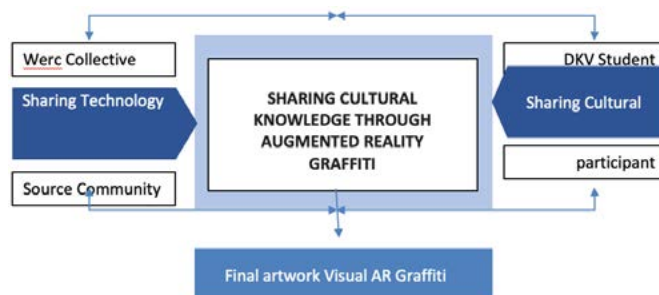 Werc Collective
DKV Student
Sharing Technology
SHARING CULTURAL
KNOWLEDGE THROUGH
AUGMENTED REALITY
GRAFFITI
Sharing Cultural
Source Community
participant
Final artwork Visual AR Graffiti